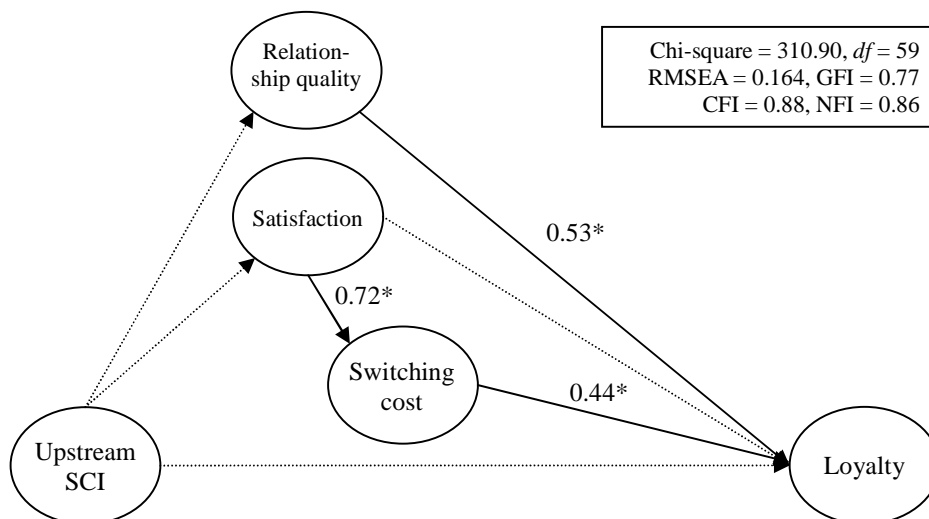 Relation-
ship quality
Chi-square = 310.90, df = 59
RMSEA = 0.164, GFI = 0.77
CFI = 0.88, NFI = 0.86
Satisfaction
0.53*
0.72*
Switching
cost
0.44*
Upstream
SCI
Loyalty